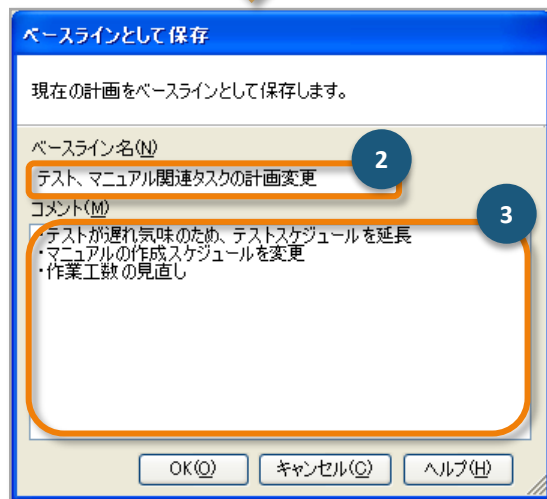 ベースラインとして保存
現在の計画をベースラインとして保存します。
ベースライン名(N)
2
テスト、マニュアル関連タスクの計画変更
コメント(M)
3
・テストが遅れ気味のため、テストスケジュールを延長
・マニュアルの作成スケジュールを変更
・作業工数の見直し
OK(O) キャンセル(C) ヘルプ(H)